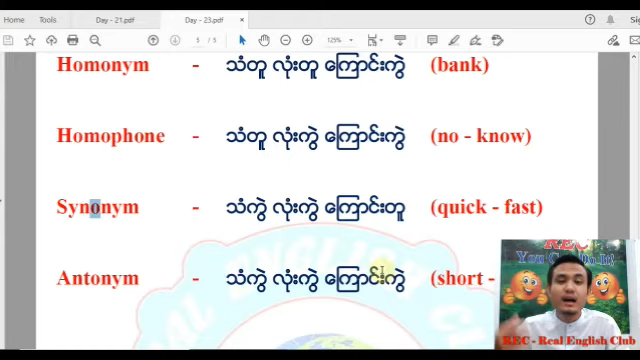 Home Tools Day - 21.pdf Day - 23.pdf × Sig
5 / 5 125%
Homonym - သံတူ လုံးတူ ကြောင်းကွဲ (bank)
Homophone - သံတူ လုံးကွဲ ကြောင်းကွဲ (no - know)
Synonym - သံကွဲ လုံးကွဲ ကြောင်းတူ (quick - fast)
Antonym - သံကွဲ လုံးကွဲ ကြောင်းကွဲ (short -
REC
REC - Real English Club